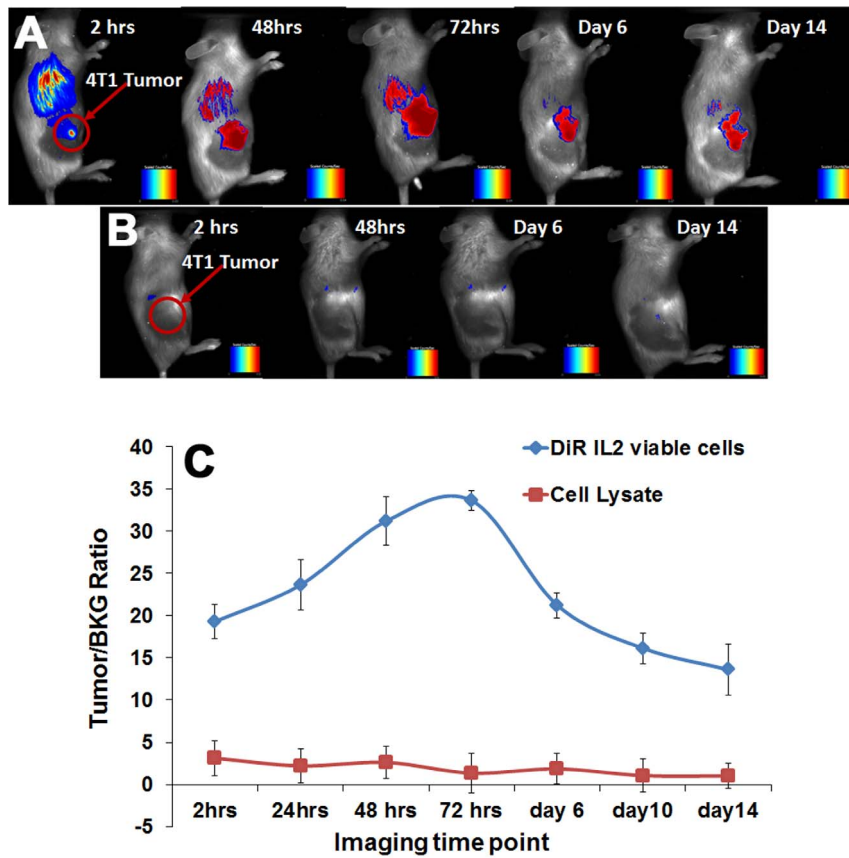 A
2 hrs
48hrs
72hrs
Day 6
Day 14
4T1 Tumor
B
2 hrs
48hrs
Day 6
Day 14
4T1 Tumor
C
DiR IL2 viable cells
Cell Lysate
Tumor/BKG Ratio
40
35
30
25
20
15
10
5
0
-5
2hrs 24hrs 48 hrs 72 hrs day 6 day10 day14
Imaging time point